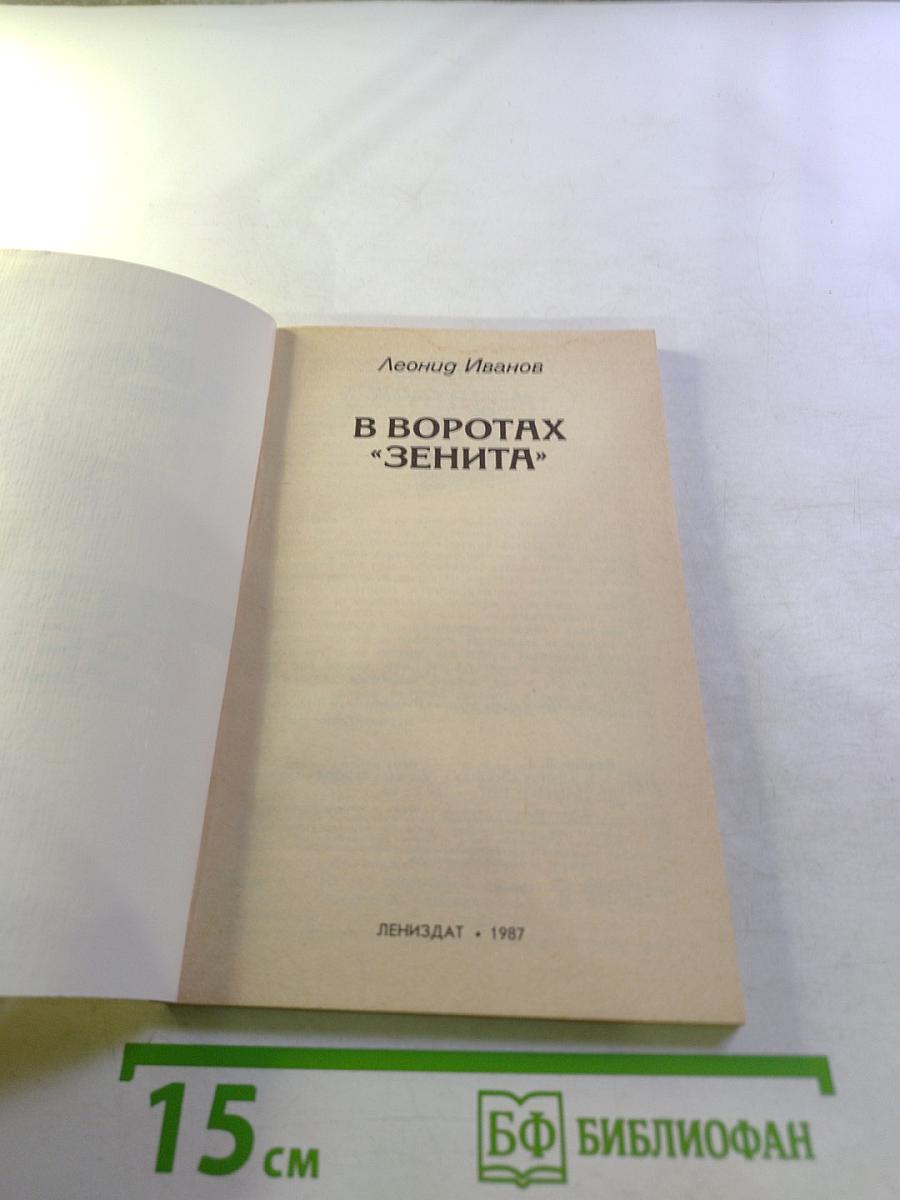 Леонид Иванов
В ВОРОТАХ
«ЗЕНИТА»
ЛЕНИЗДАТ • 1987
15 см
БФ БИБЛИОФАН